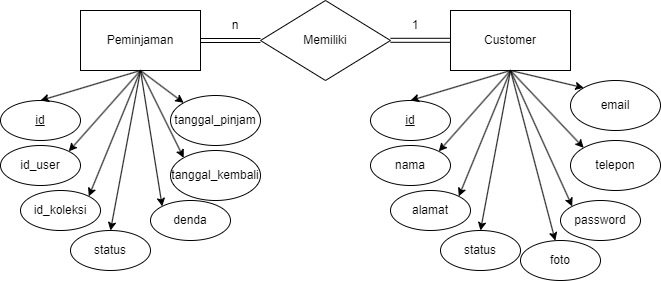 Peminjaman
n
Memiliki
1
Customer
id
tanggal_pinjam
id_user
tanggal_kembali
id_koleksi
denda
status
id
email
nama
telepon
alamat
password
status
foto